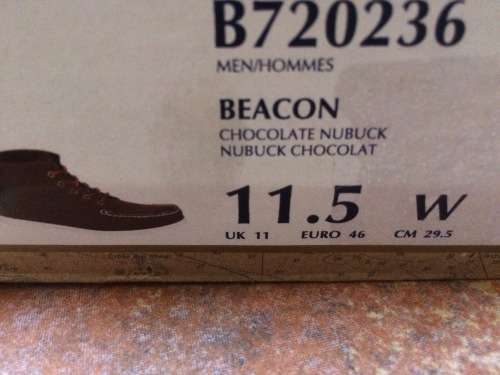 B720236
MEN/HOMMES
BEACON
CHOCOLATE NUBUCK
NUBUCK CHOCOLAT
11.5 W
UK 11 EURO 46 CM 29.5